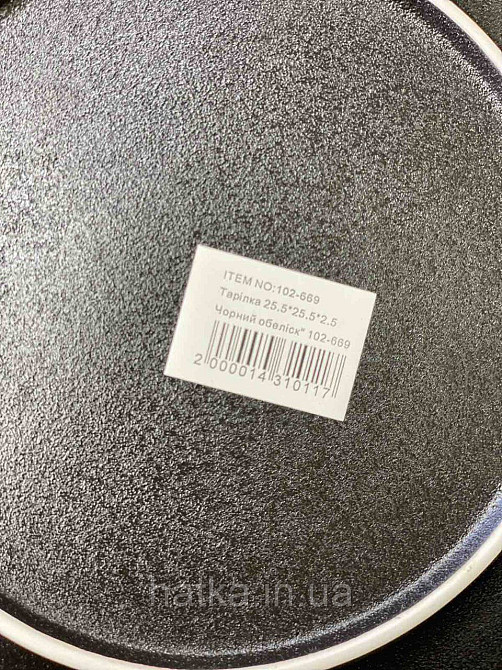 ITEM NO:102-669
Тарілка 25.5*25.5*2.5
Чорний обеліск" 102-669
2 000014 310117
hatka.in.ua